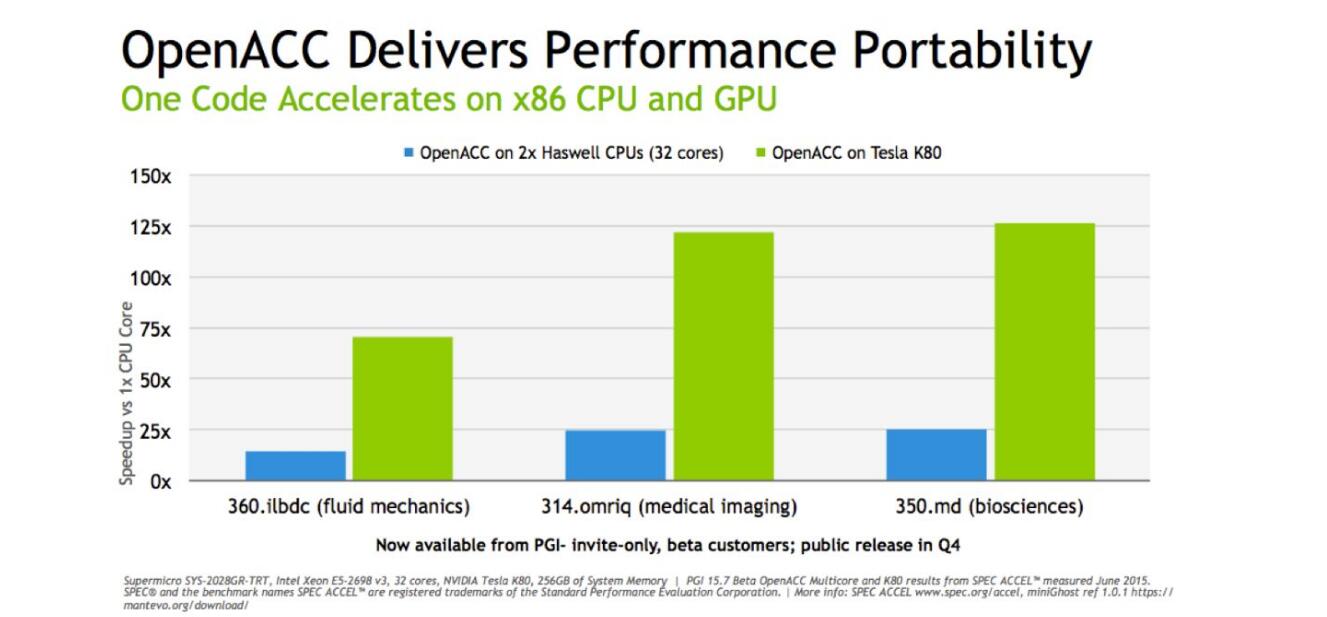 OpenACC Delivers Performance Portability
One Code Accelerates on x86 CPU and GPU
OpenACC on 2x Haswell CPUs (32 cores) OpenACC on Tesla K80
150x
125x
100x
75x
50x
25x
0x
Speedup vs 1x CPU Core
360.ilbdc (fluid mechanics) 314.omriq (medical imaging) 350.md (biosciences)
Now available from PGI- invite-only, beta customers; public release in Q4
Supermicro SYS-2028GR-TRT, Intel Xeon E5-2698 v3, 32 cores, NVIDIA Tesla K80, 256GB of System Memory | PGI 15.7 Beta OpenACC Multicore and K80 results from SPEC ACCEL™ measured June 2015.
SPEC® and the benchmark names SPEC ACCEL™ are registered trademarks of the Standard Performance Evaluation Corporation. | More info: SPEC ACCEL www.spec.org/accel, miniGhost ref 1.0.1 https://
mantevo.org/download/